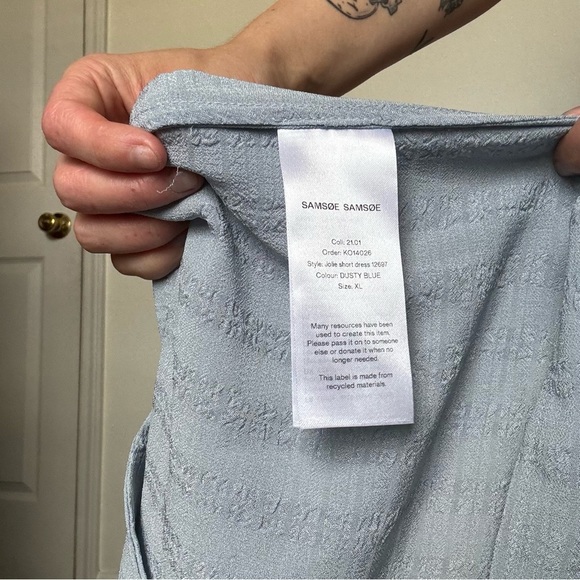 SAMSØE SAMSØE
Coll: 21.01
Order: KO14026
Style: Jolie short dress 12697
Colour: DUSTY BLUE
Size: XL
Many resources have been
used to create this item.
Please pass it on to someone
else or donate it when no
longer needed.
This label is made from
recycled materials.